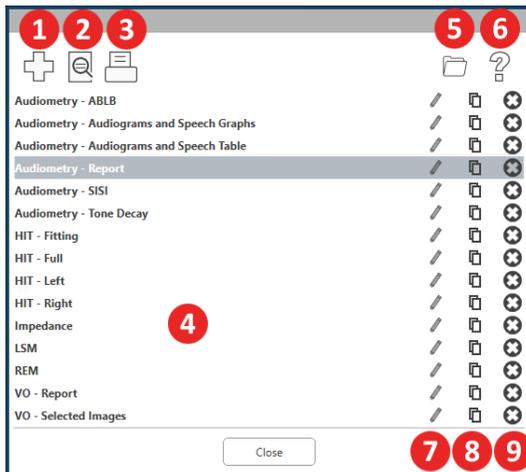 1 2 3 5 6
Audiometry - ABLB
Audiometry - Audiograms and Speech Graphs
Audiometry - Audiograms and Speech Table
Audiometry - Report
Audiometry - SISI
Audiometry - Tone Decay
HIT - Fitting
HIT - Full
HIT - Left
HIT - Right
Impedance 4
LSM
REM
VO - Report
VO - Selected Images
Close 7 8 9